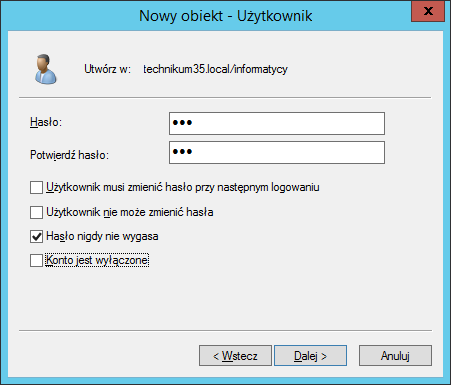 Nowy obiekt - Użytkownik
x
Utwórz w: technikum35.local/informatycy
Hasło: •••
Potwierdź hasło: •••
Użytkownik musi zmienić hasło przy następnym logowaniu
Użytkownik nie może zmienić hasła
Hasło nigdy nie wygasa
Konto jest wyłączone
< Wstecz Dalej > Anuluj